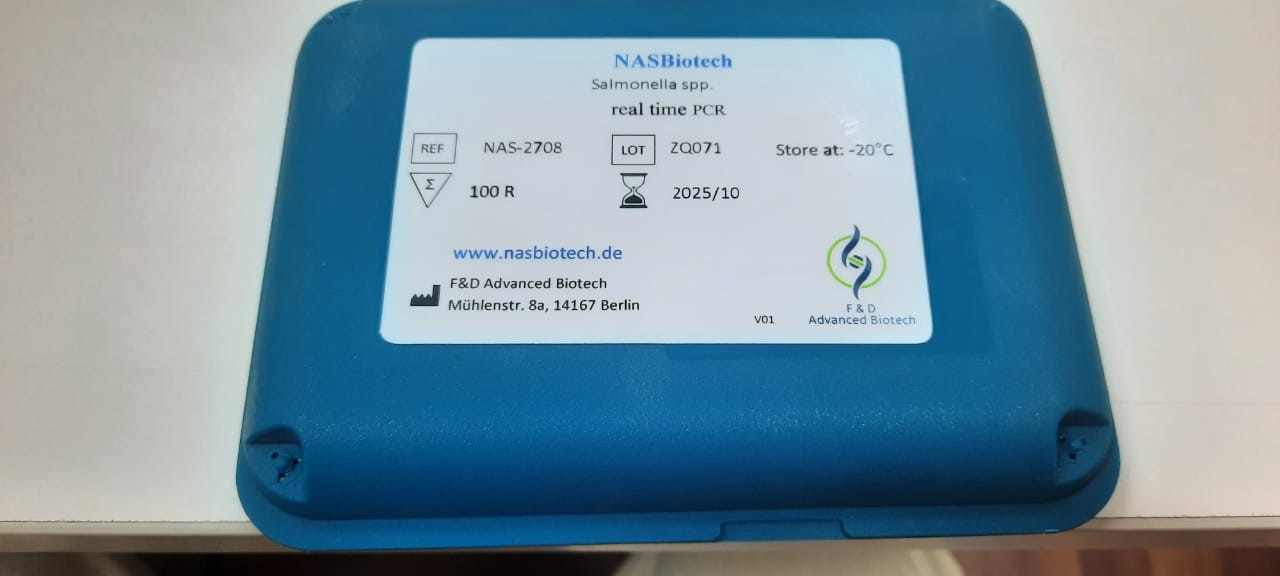 NASBiotech
Salmonella spp.
real time PCR
REF NAS-2708 LOT ZQ071 Store at: -20°C
Σ 100 R 2025/10
www.nasbiotech.de
F&D Advanced Biotech
Mühlenstr. 8a, 14167 Berlin
V01
F & D
Advanced Biotech